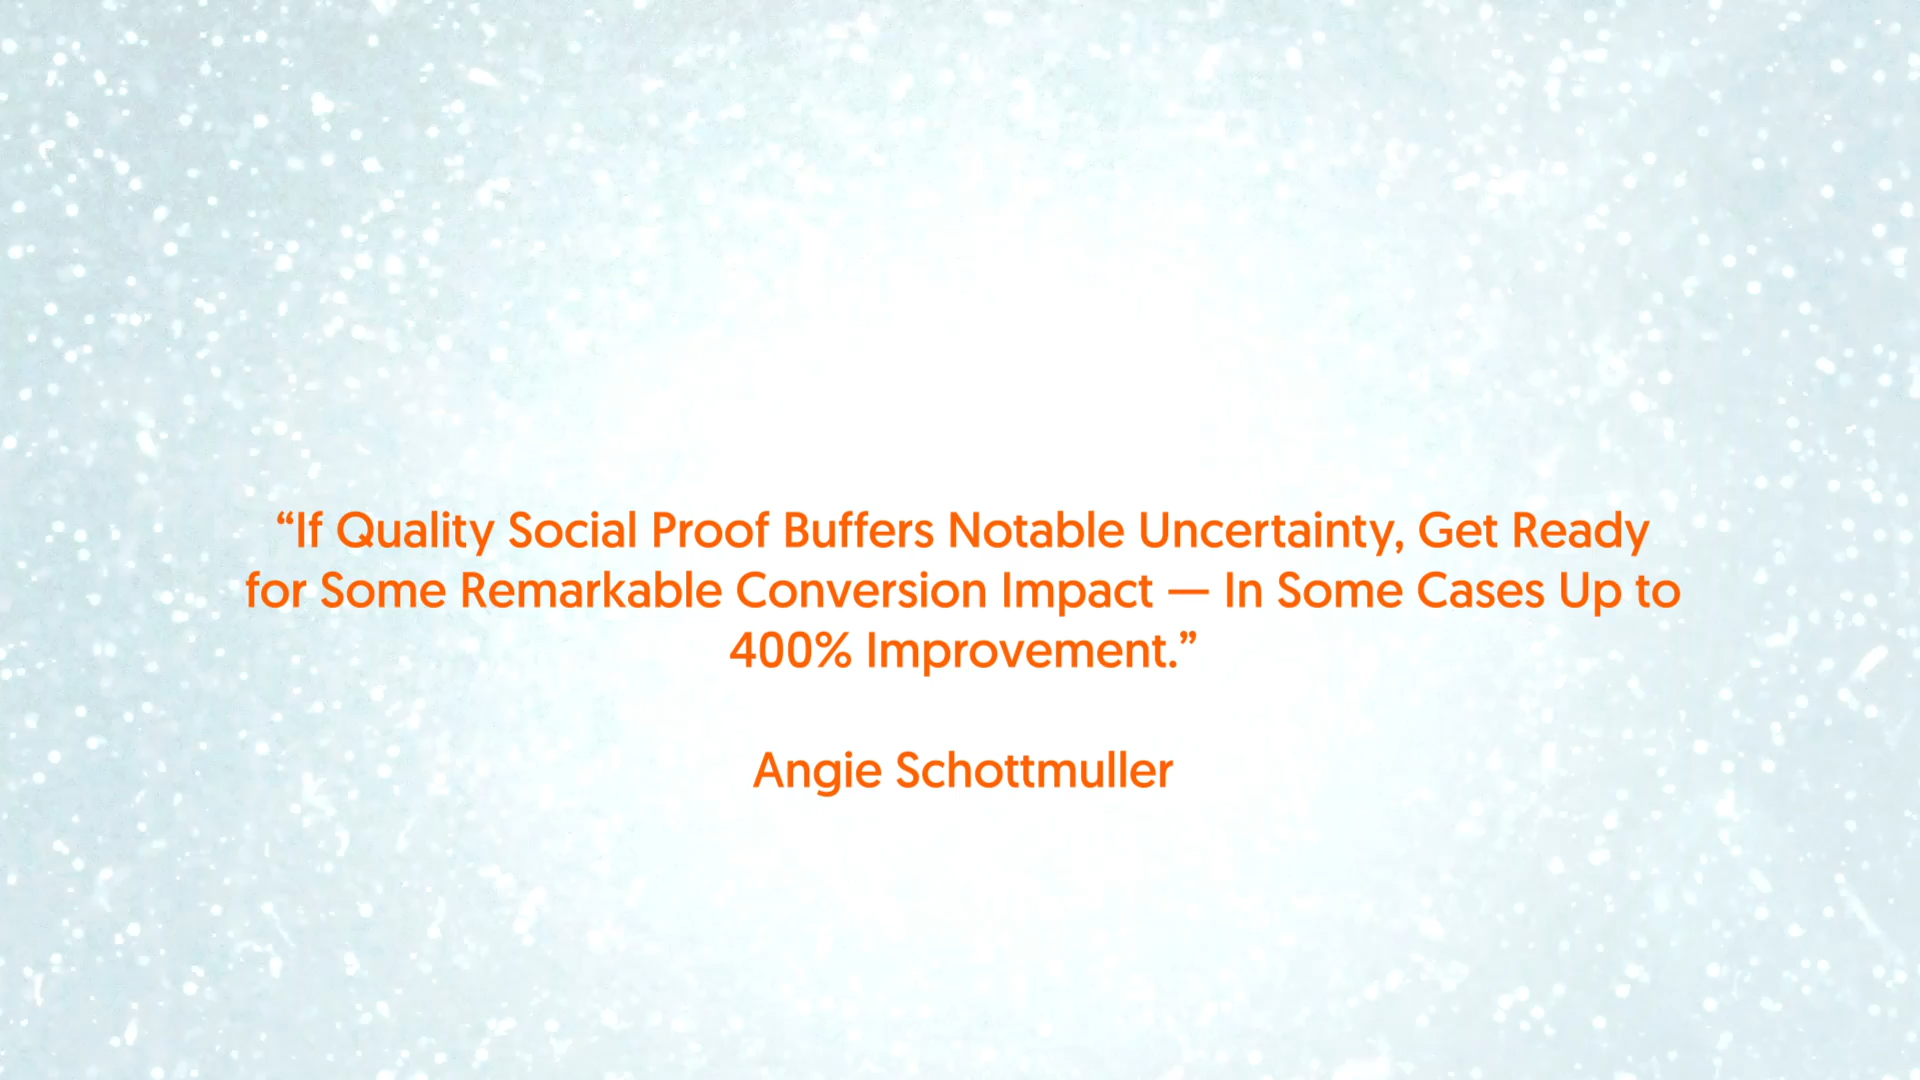 “If Quality Social Proof Buffers Notable Uncertainty, Get Ready
for Some Remarkable Conversion Impact — In Some Cases Up to
400% Improvement.”
Angie Schottmuller